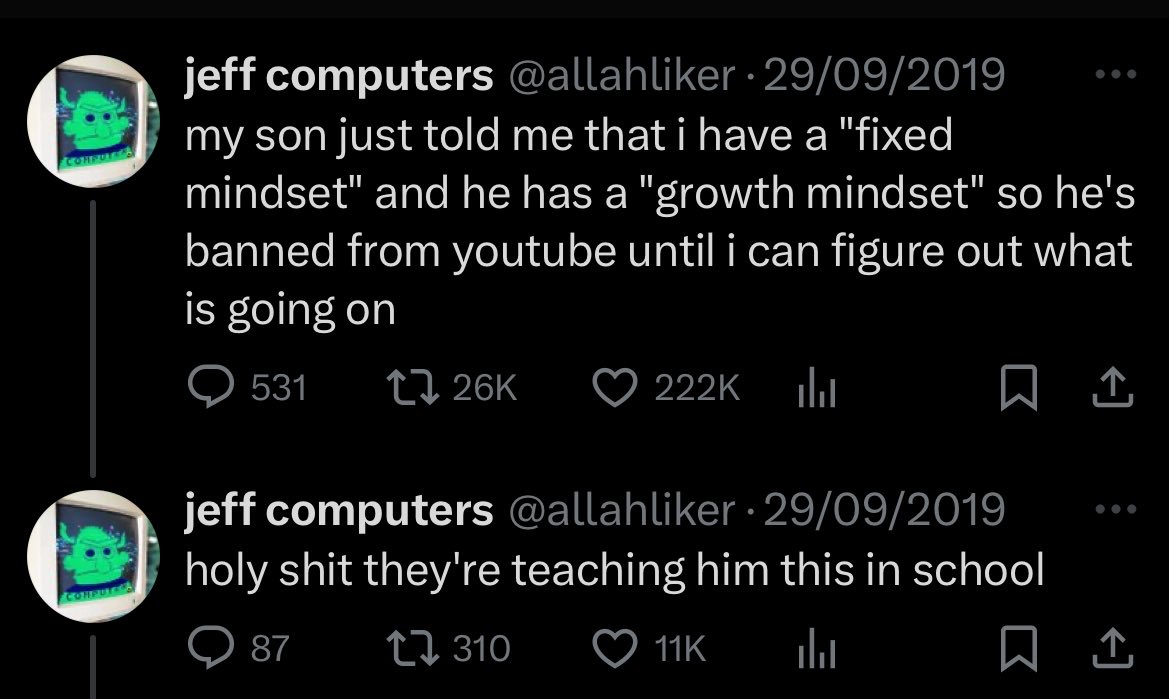 jeff computers @allahliker · 29/09/2019
my son just told me that i have a "fixed
mindset" and he has a "growth mindset" so he's
banned from youtube until i can figure out what
is going on
531 26K 222K
jeff computers @allahliker · 29/09/2019
holy shit they're teaching him this in school
87 310 11K